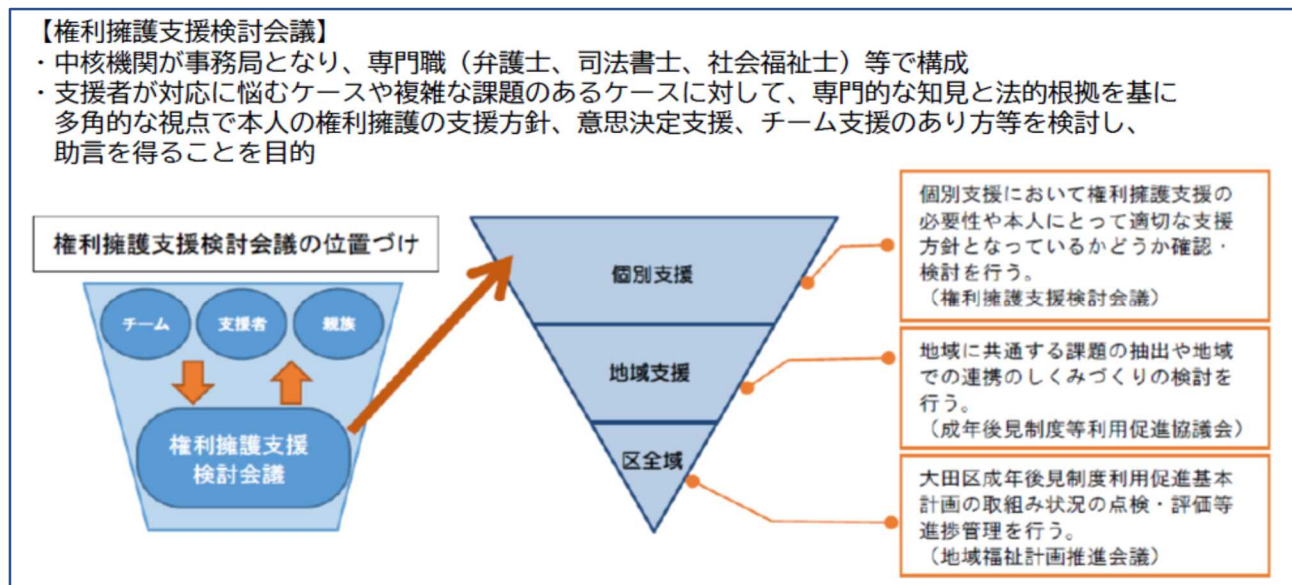 【権利擁護支援検討会議】
・中核機関が事務局となり、専門職（弁護士、司法書士、社会福祉士）等で構成
・支援者が対応に悩むケースや複雑な課題のあるケースに対して、専門的な知見と法的根拠を基に
多角的な視点で本人の権利擁護の支援方針、意思決定支援、チーム支援のあり方等を検討し、
助言を得ることを目的
権利擁護支援検討会議の位置づけ
チーム
支援者
親族
権利擁護支援
検討会議
個別支援
地域支援
区全域
個別支援において権利擁護支援の
必要性や本人にとって適切な支援
方針となっているかどうか確認・
検討を行う。
（権利擁護支援検討会議）
地域に共通する課題の抽出や地域
での連携のしくみづくりの検討を
行う。
（成年後見制度等利用促進協議会）
大田区成年後見制度利用促進基本
計画の取組み状況の点検・評価等
進捗管理を行う。
（地域福祉計画推進会議）